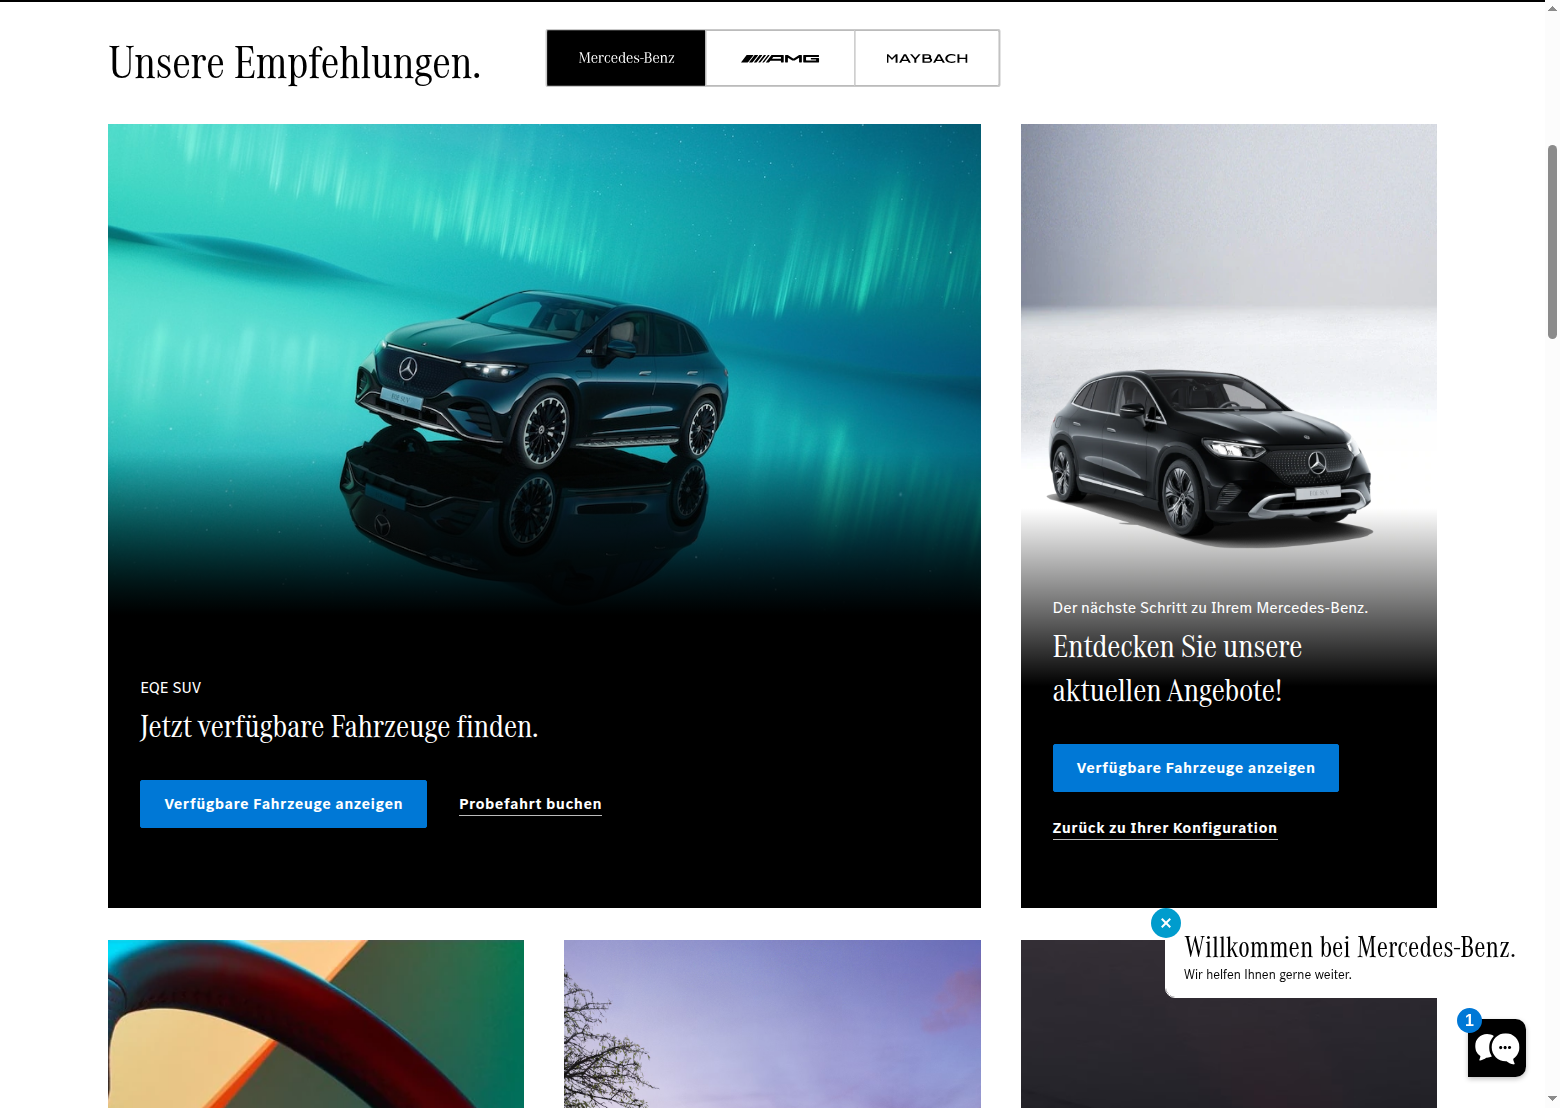 Unsere Empfehlungen.
Mercedes-Benz
AMG
MAYBACH
EQE SUV
Jetzt verfügbare Fahrzeuge finden.
Verfügbare Fahrzeuge anzeigen
Probefahrt buchen
Der nächste Schritt zu Ihrem Mercedes-Benz.
Entdecken Sie unsere
aktuellen Angebote!
Verfügbare Fahrzeuge anzeigen
Zurück zu Ihrer Konfiguration
Willkommen bei Mercedes-Benz.
Wir helfen Ihnen gerne weiter.
1